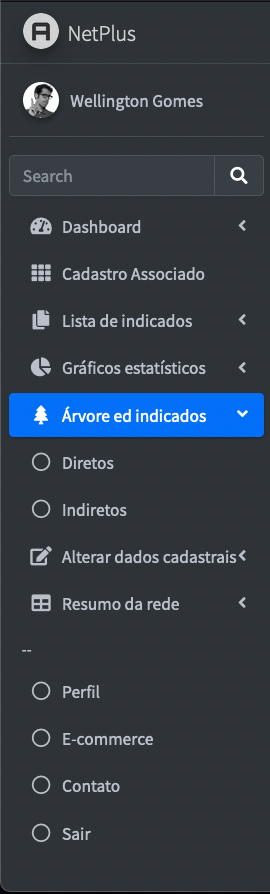 NetPlus
Wellington Gomes
Search
Dashboard
Cadastro Associado
Lista de indicados
Gráficos estatísticos
Árvore ed indicados
Diretos
Indiretos
Alterar dados cadastrais
Resumo da rede
--
Perfil
E-commerce
Contato
Sair